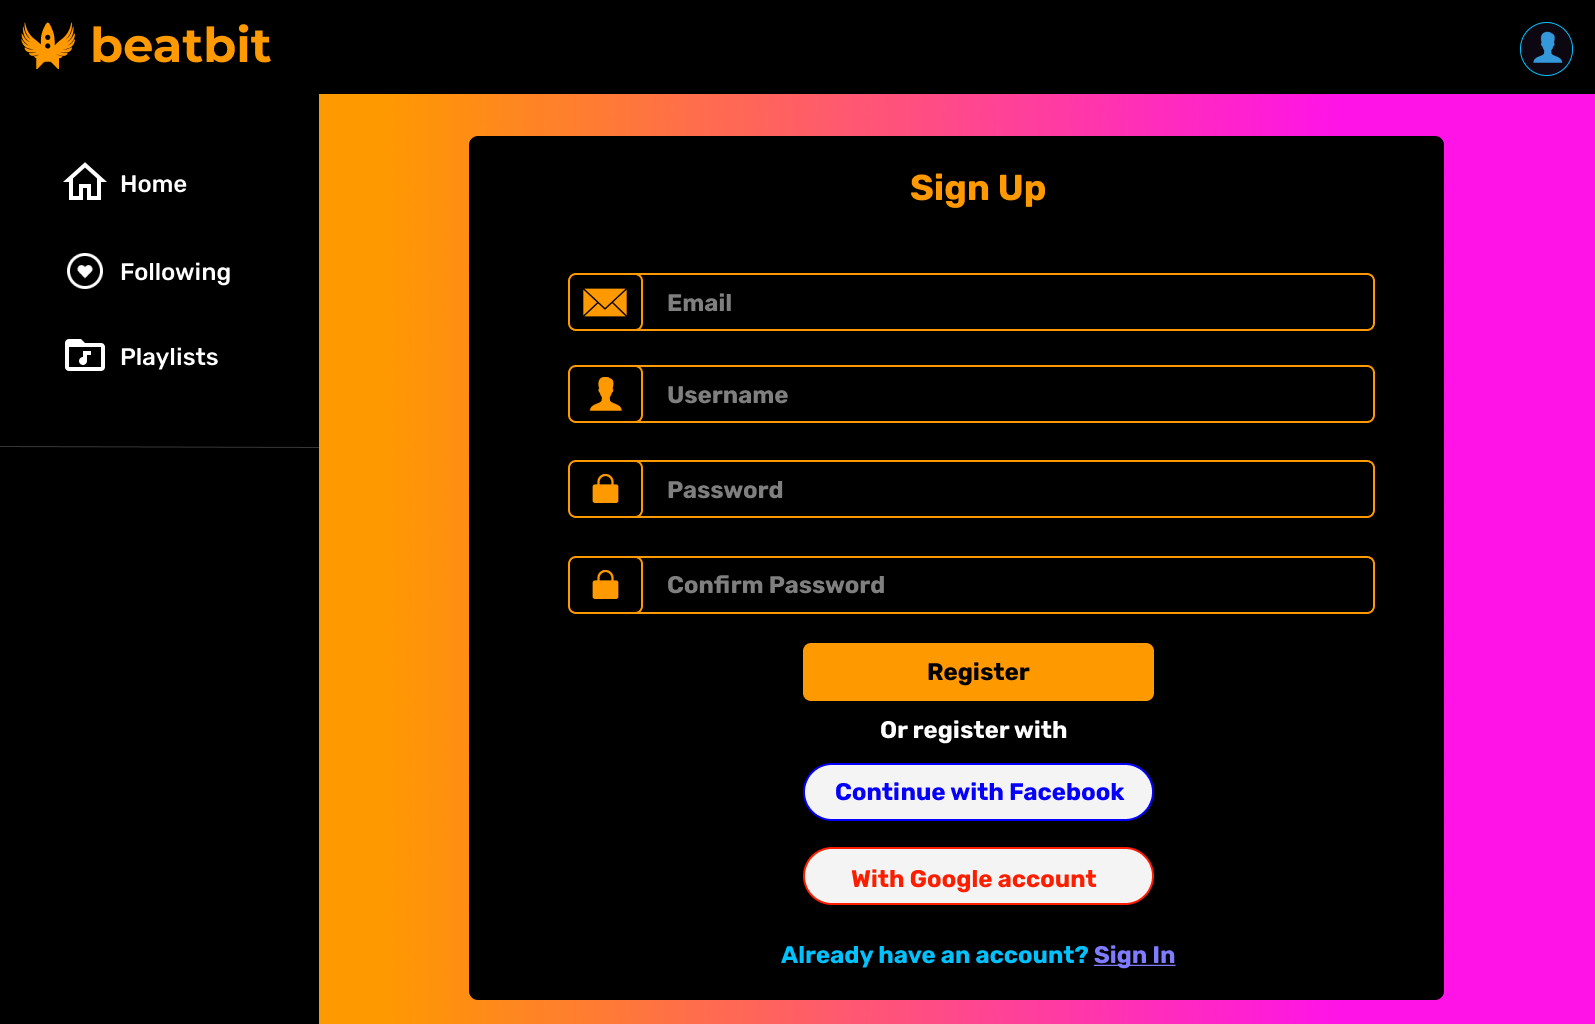 beatbit
Home
Following
Playlists
Sign Up
Email
Username
Password
Confirm Password
Register
Or register with
Continue with Facebook
With Google account
Already have an account? Sign In